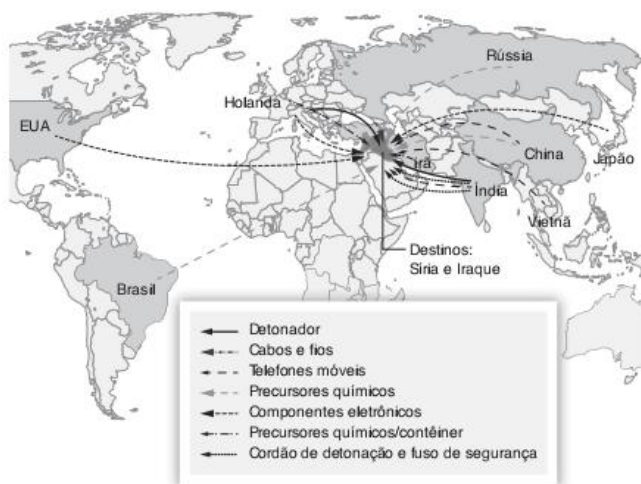 Rússia
Holanda
EUA
Irã
China
Japão
Índia
Vietnã
Destinos:
Síria e Iraque
Brasil
Detonador
Cabos e fios
Telefones móveis
Precursores químicos
Componentes eletrônicos
Precursores químicos/contêiner
Cordão de detonação e fuso de segurança